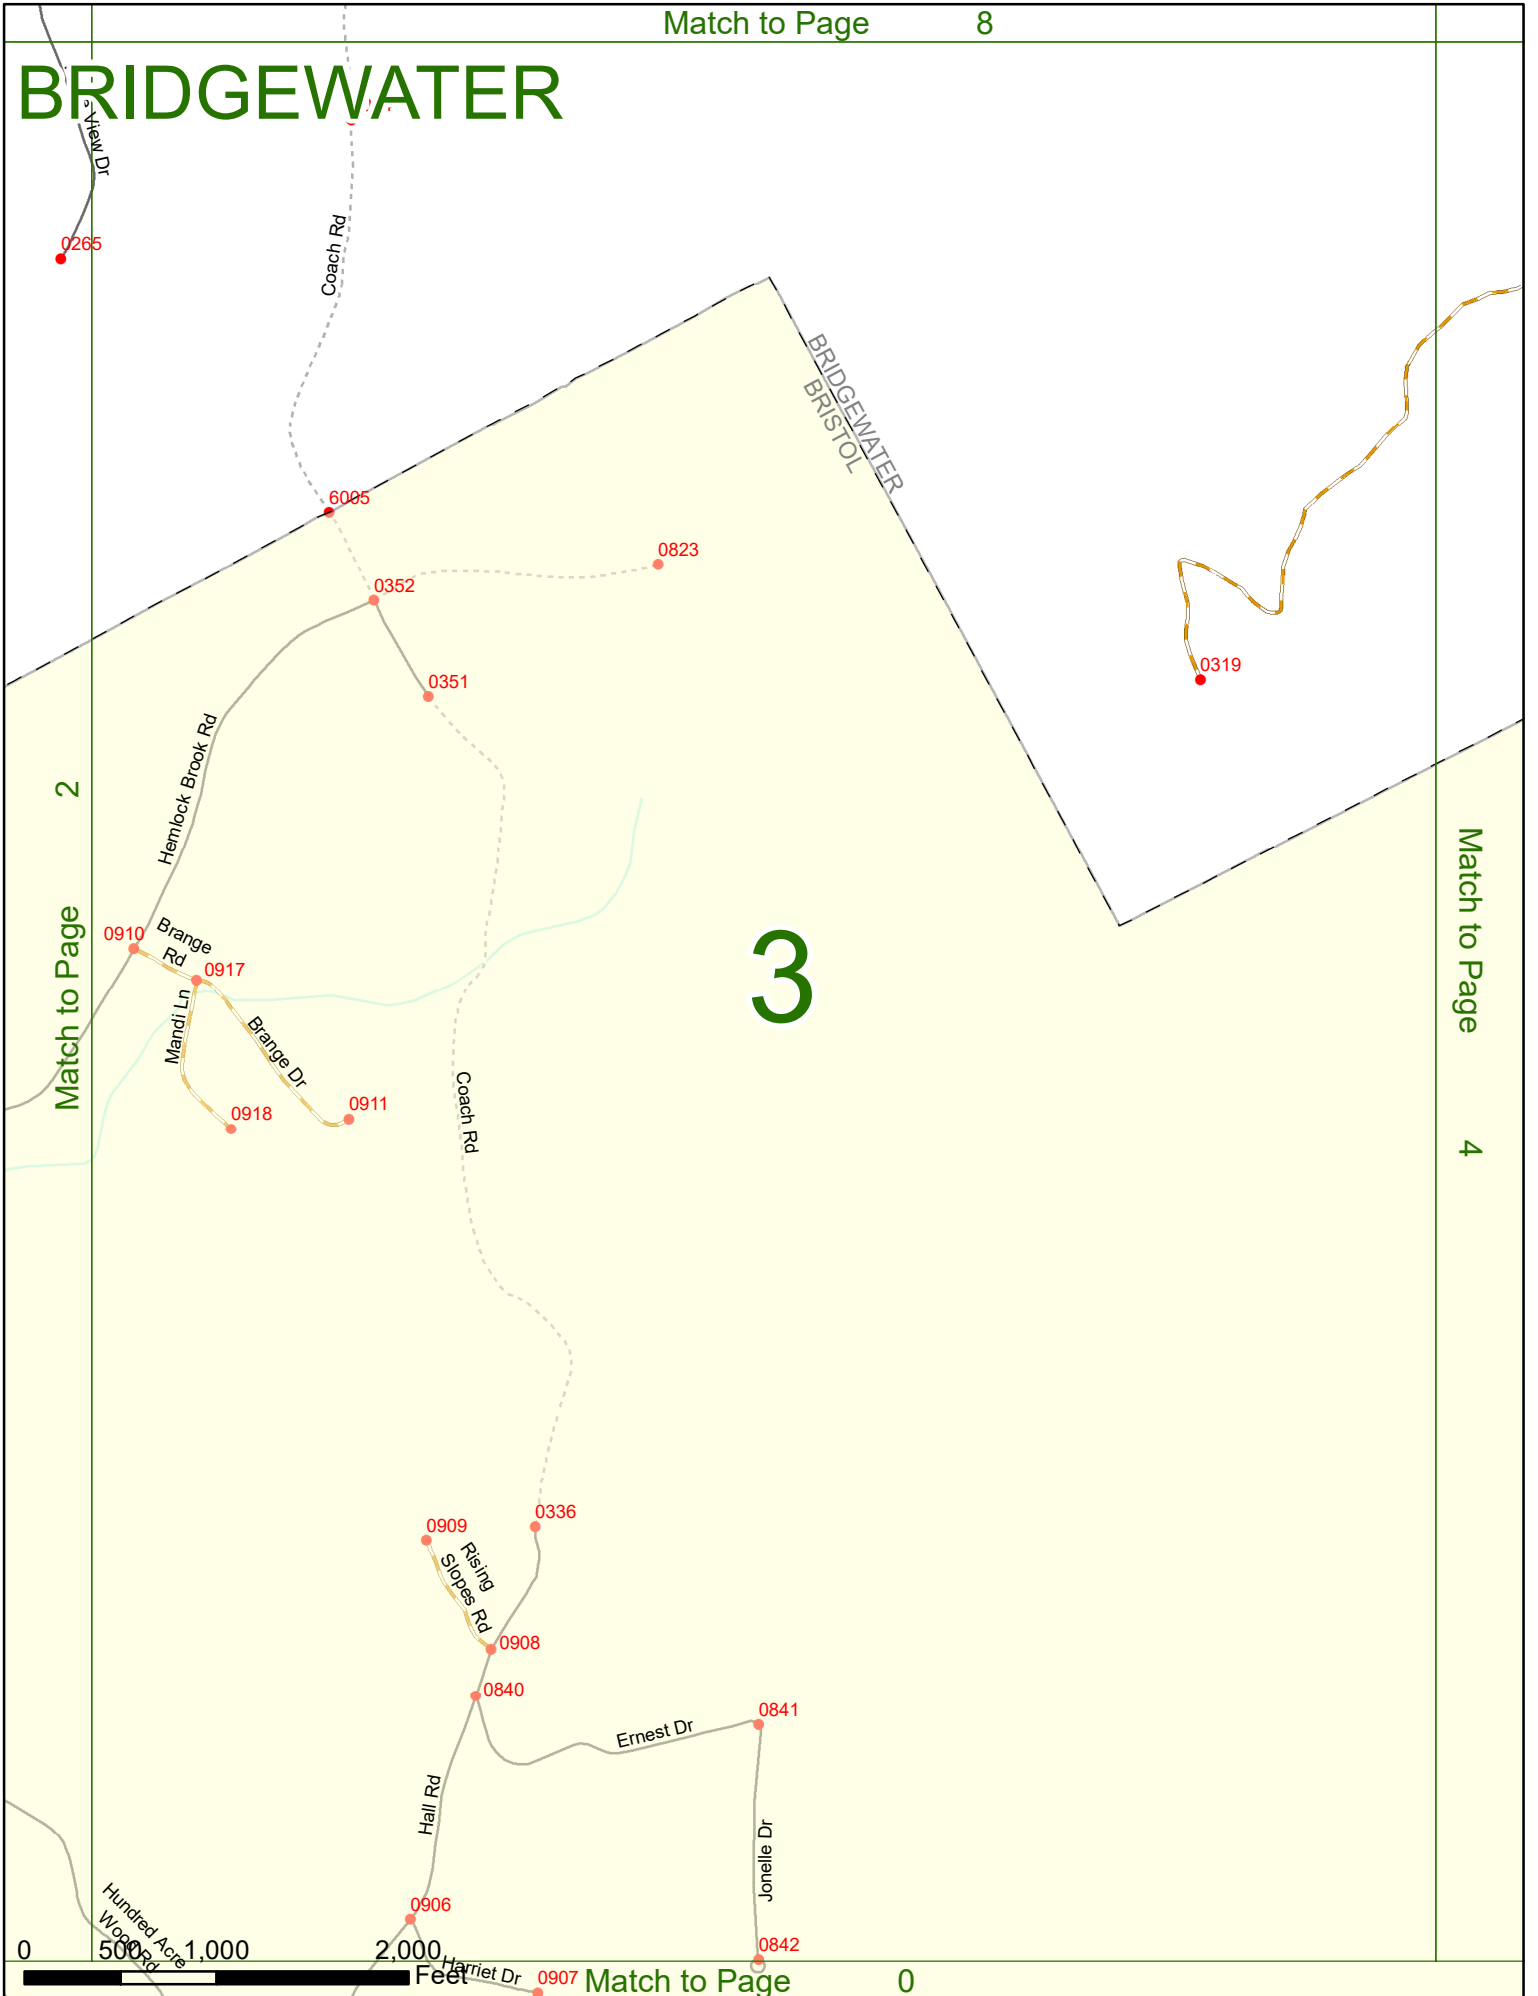 Match to Page 8
BRIDGEWATER
View Dr
0265
Coach Rd
BRIDGEWATER
BRISTOL
6005
0823
0352
0351
0319
Hemlock Brook Rd
2
Match to Page
Match to Page
4
3
0910
Brange
Rd
0917
Mandi Ln
Brange Dr
0918
0911
Coach Rd
0336
0909
Rising
Slopes Rd
0908
0840
0841
Ernest Dr
Hall Rd
Jonelle Dr
0906
0842
Hundred Acre
Wood Rd
Harriet Dr
0907
0 500 1,000 2,000
Feet
Match to Page 0